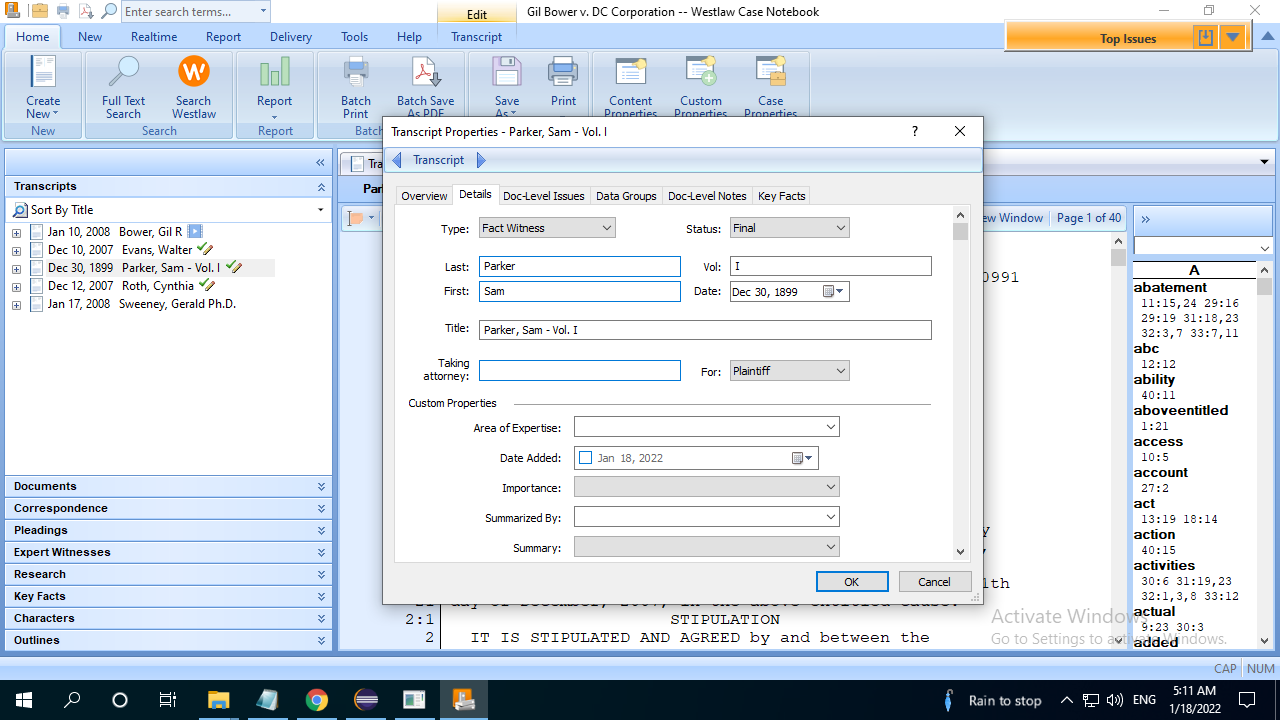 Enter search terms...
Edit
Gil Bower v. DC Corporation -- Westlaw Case Notebook
Home New Realtime Report Delivery Tools Help Transcript
Top Issues
Create New
Full Text Search
Search Westlaw
Report
Batch Print
Batch Save As PDF
Save As
Print
Content Properties
Custom Properties
Case Properties
New
Search
Report
Transcript Properties - Parker, Sam - Vol. I
?
Transcript
Overview Details Doc-Level Issues Data Groups Doc-Level Notes Key Facts
Type: Fact Witness Status: Final
Last: Parker Vol: I
First: Sam Date: Dec 30, 1899
Title: Parker, Sam - Vol. I
Taking attorney: For: Plaintiff
Custom Properties
Area of Expertise:
Date Added: Jan 18, 2022
Importance:
Summarized By:
Summary:
OK Cancel
Transcripts
Sort By Title
Jan 10, 2008 Bower, Gil R
Dec 10, 2007 Evans, Walter
Dec 30, 1899 Parker, Sam - Vol. I
Dec 12, 2007 Roth, Cynthia
Jan 17, 2008 Sweeney, Gerald Ph.D.
Documents
Correspondence
Pleadings
Expert Witnesses
Research
Key Facts
Characters
Outlines
Window Page 1 of 40
0991
2:1 STIPULATION
2 IT IS STIPULATED AND AGREED by and between the
A
abatement
11:15,24 29:16
29:19 31:18,23
32:3,7 33:7,11
abc
12:12
ability
40:11
aboveentitled
1:21
access
10:5
account
27:2
act
13:19 18:14
action
40:15
activities
30:6 31:19,23
32:1,3,8 33:12
actual
9:23 30:3
added
Activate Windows
Go to Settings to activate Windows.
CAP NUM
Rain to stop
ENG
5:11 AM
1/18/2022